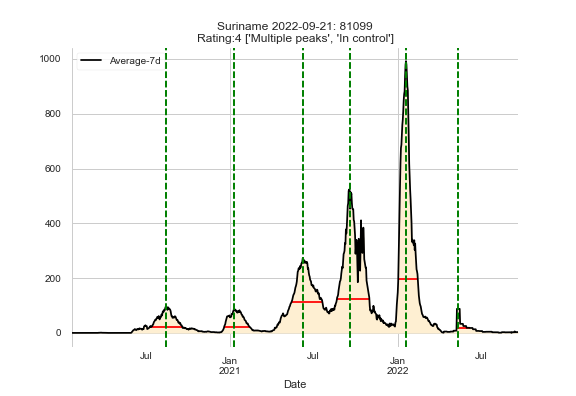 Suriname 2022-09-21: 81099
Rating:4 ['Multiple peaks', 'In control']
Average-7d
1000
800
600
400
200
0
Jul
Jan
2021
Jul
Jan
2022
Jul
Date